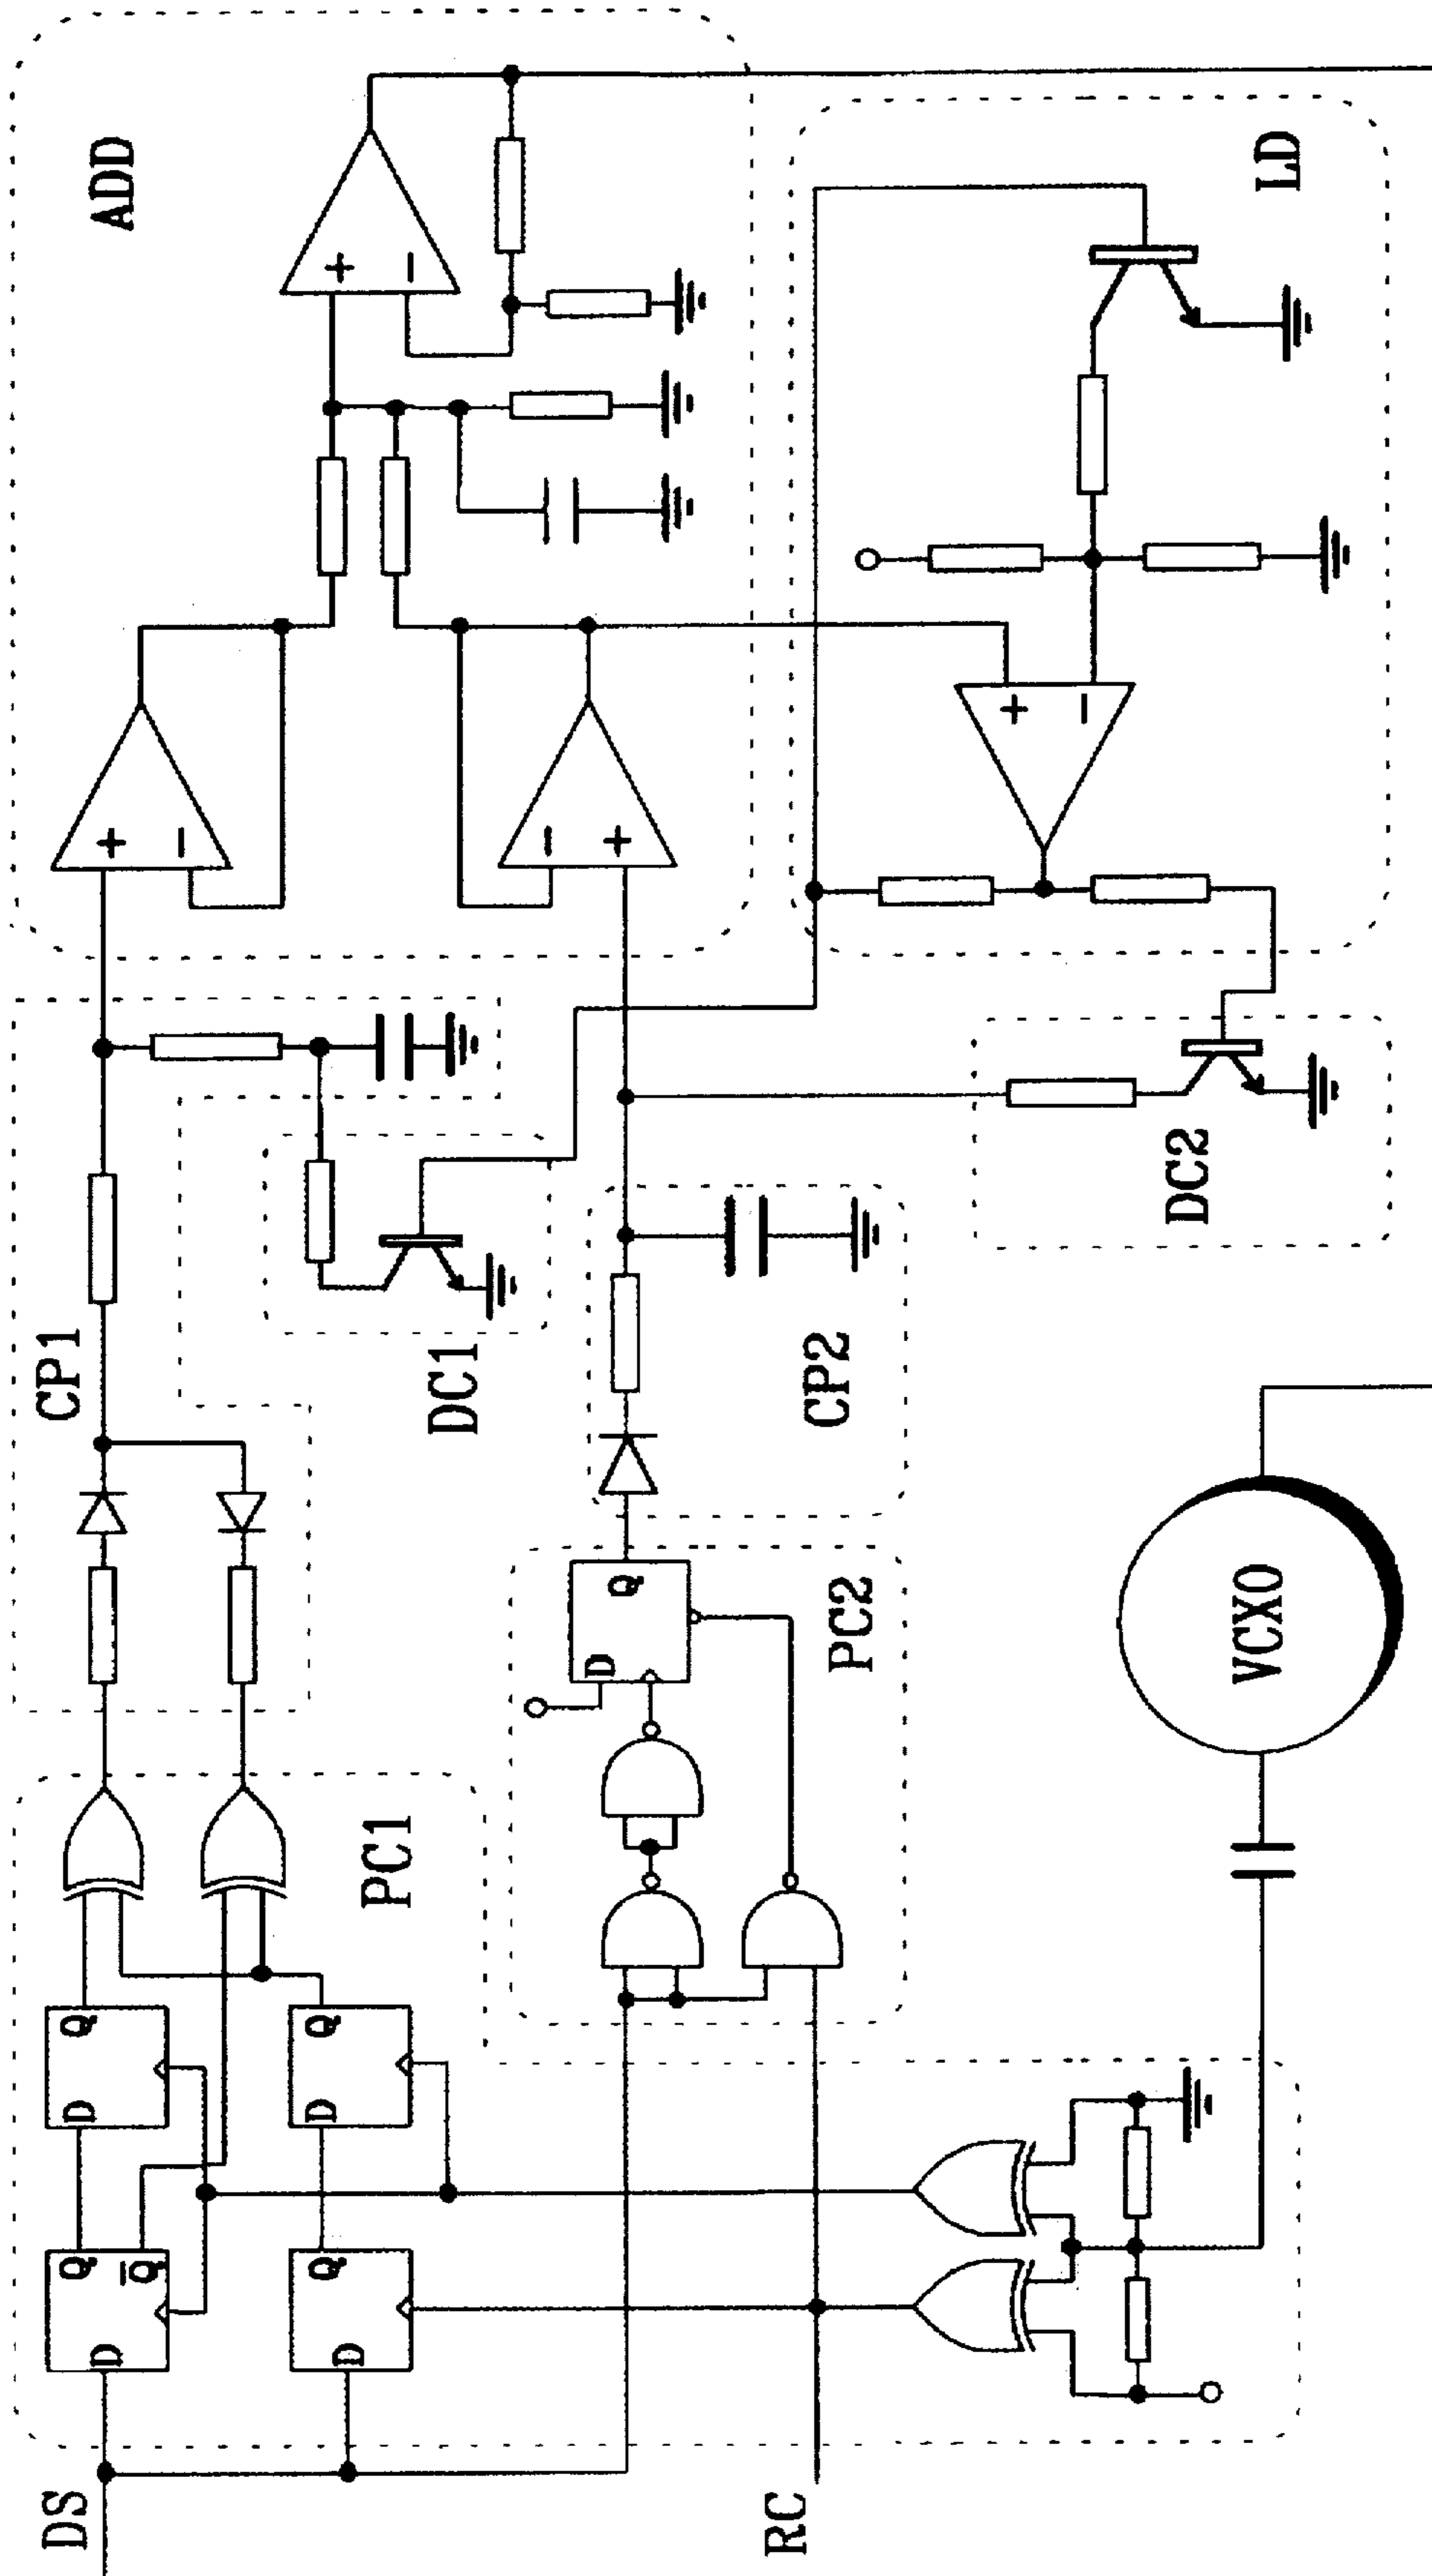 ADD
+
−
LD
+
−
−
+
+
−
CP1
DC1
DC2
CP2
Q
D
PC2
VCXO
PC1
Q
D
Q
D
Q
Q̅
D
Q
D
DS
RC